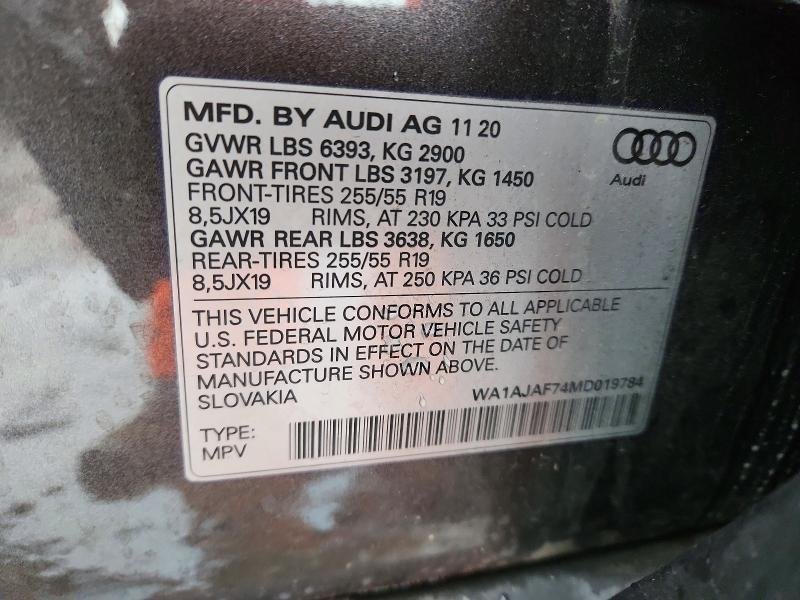 MFD. BY AUDI AG 11 20
GVWR LBS 6393, KG 2900
GAWR FRONT LBS 3197, KG 1450
FRONT-TIRES 255/55 R19
8,5JX19 RIMS, AT 230 KPA 33 PSI COLD
GAWR REAR LBS 3638, KG 1650
REAR-TIRES 255/55 R19
8,5JX19 RIMS, AT 250 KPA 36 PSI COLD
Audi
THIS VEHICLE CONFORMS TO ALL APPLICABLE
U.S. FEDERAL MOTOR VEHICLE SAFETY
STANDARDS IN EFFECT ON THE DATE OF
MANUFACTURE SHOWN ABOVE.
SLOVAKIA WA1AJAF74MD019784
TYPE:
MPV